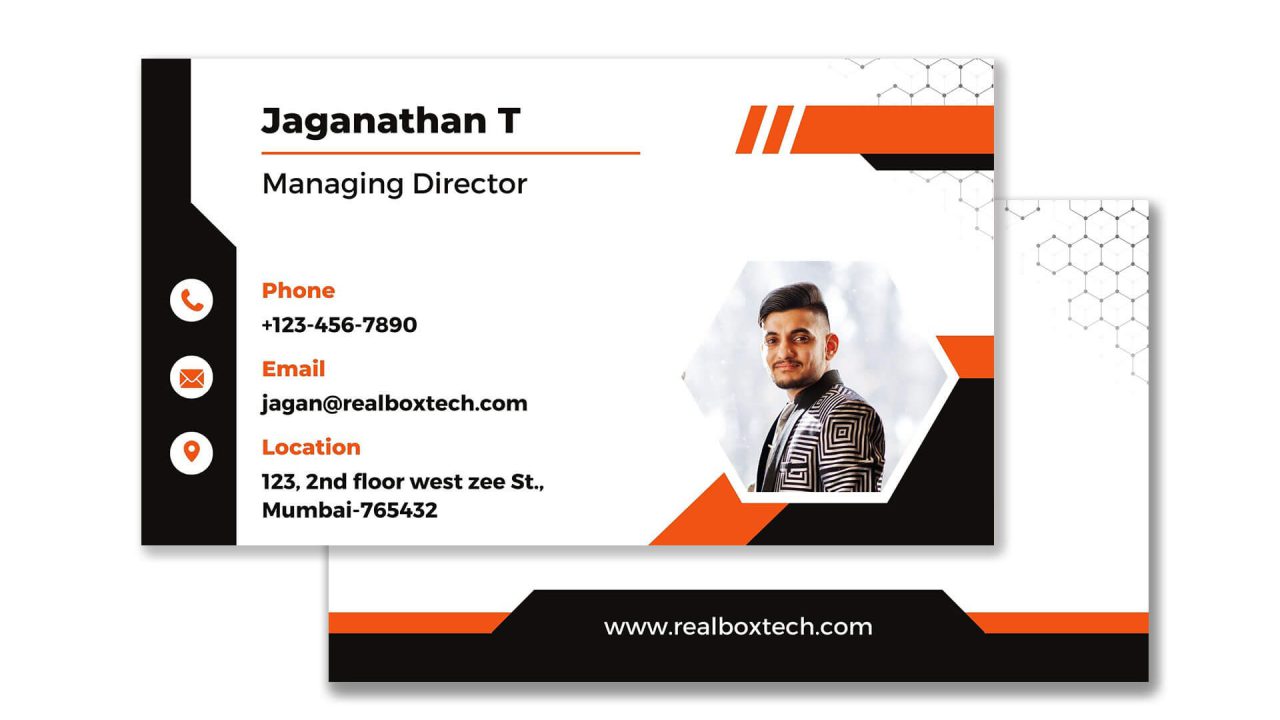 Jaganathan T
Managing Director
Phone
+123-456-7890
Email
jagan@realboxtech.com
Location
123, 2nd floor west zee St.,
Mumbai-765432
www.realboxtech.com